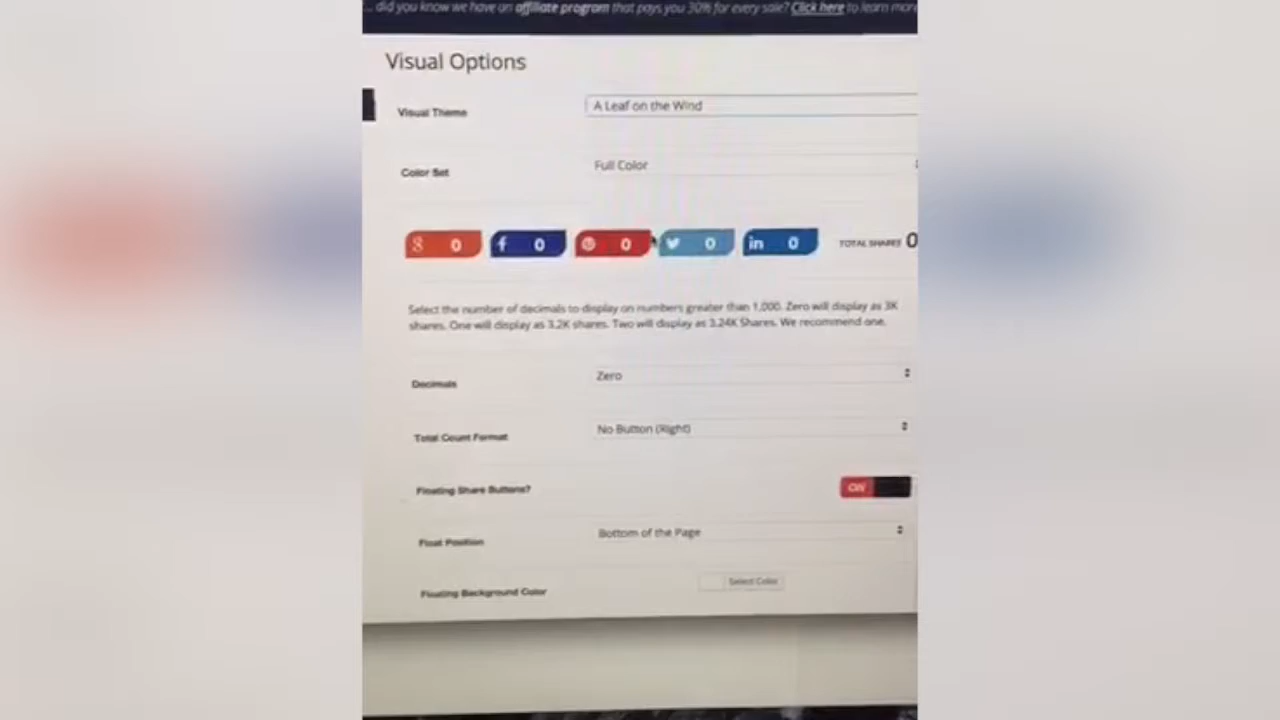 ... did you know we have an affiliate program that pays you 30% for every sale? Click here to learn more
Visual Options
Visual Theme
A Leaf on the Wind
Color Set
Full Color
8 0
f 0
0
0
in 0
TOTAL SHARES 0
Select the number of decimals to display on numbers greater than 1,000. Zero will display as 3K
shares. One will display as 3.2K shares. Two will display as 3.24K Shares. We recommend one.
Decimals
Zero
Total Count Format
No Button (Right)
Floating Share Buttons?
ON
Float Position
Bottom of the Page
Floating Background Color
Select Color